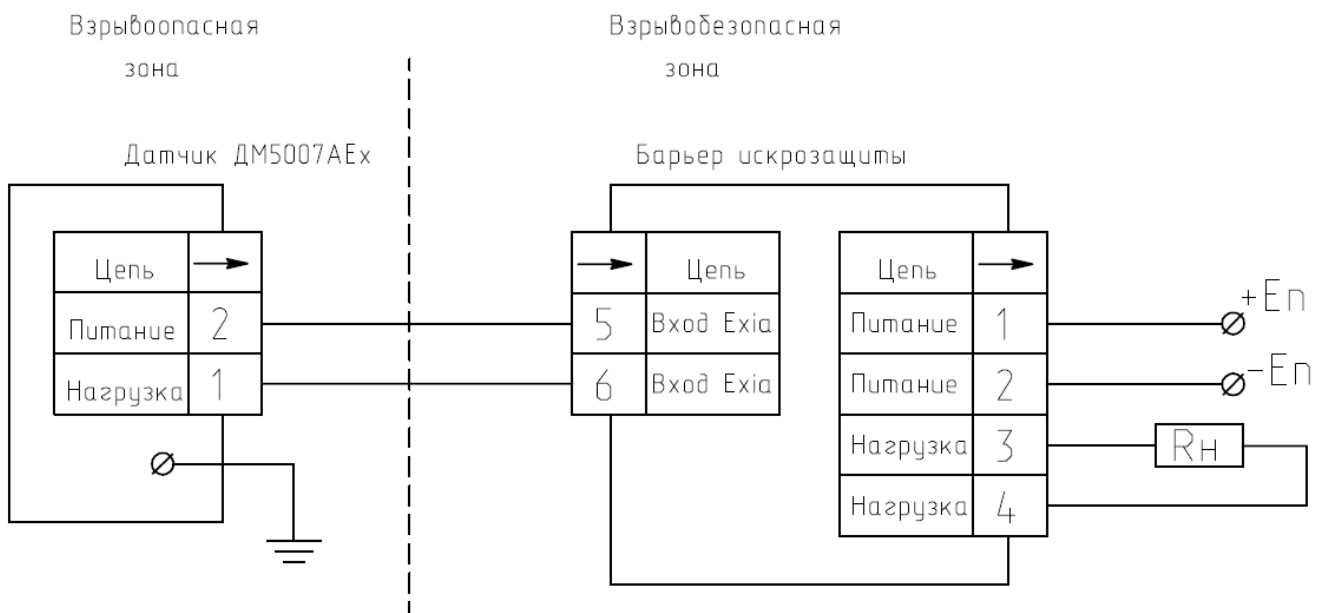 Взрывоопасная
зона
Взрывобезопасная
зона
Датчик ДМ5007АЕх
Барьер искрозащиты
Цепь
Питание 2
Нагрузка 1
Цепь
5 Вход Exia
6 Вход Exia
Цепь
Питание 1
Питание 2
Нагрузка 3
Нагрузка 4
+Еп
-Еп
Rн